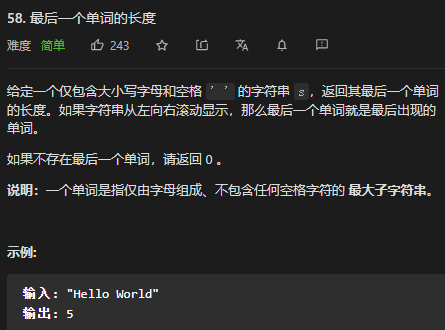 58. 最后一个单词的长度
难度 简单 243
给定一个仅包含大小写字母和空格 ' ' 的字符串 s，返回其最后一个单词
的长度。如果字符串从左向右滚动显示，那么最后一个单词就是最后出现的
单词。
如果不存在最后一个单词，请返回 0 。
说明：一个单词是指仅由字母组成、不包含任何空格字符的 最大子字符串。
示例:
输入: "Hello World"
输出: 5